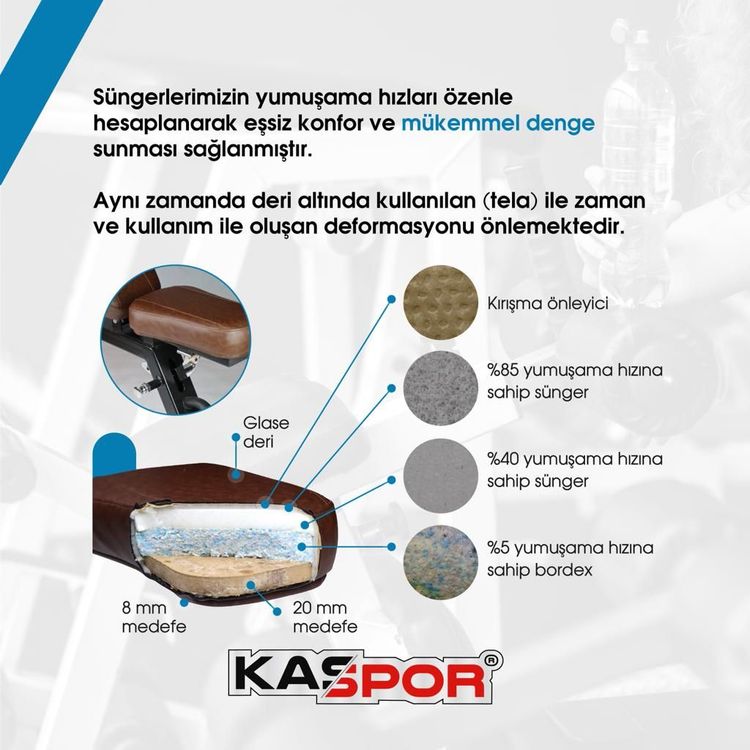 Süngerlerimizin yumuşama hızları özenle
hesaplanarak eşsiz konfor ve mükemmel denge
sunması sağlanmıştır.
Aynı zamanda deri altında kullanılan (tela) ile zaman
ve kullanım ile oluşan deformasyonu önlemektedir.
Kırışma önleyici
%85 yumuşama hızına
sahip sünger
Glase
deri
%40 yumuşama hızına
sahip sünger
%5 yumuşama hızına
sahip bordex
8 mm
medefe
20 mm
medefe
KASSPOR®